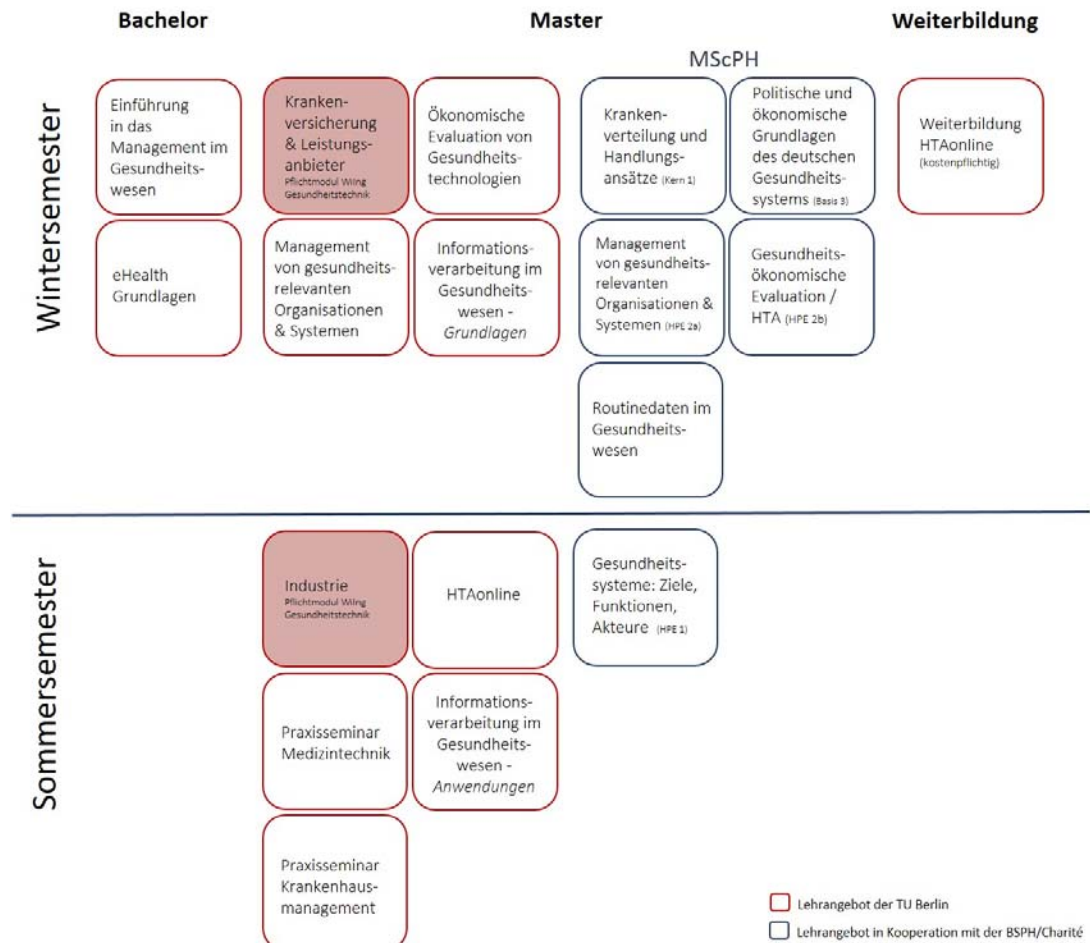 Bachelor
Master
Weiterbildung
MScPH
Wintersemester
Einführung
in das
Management im
Gesundheits-
wesen
Kranken-
versicherung
& Leistungs-
anbieter
Pflichtmodul WiIng
Gesundheitstechnik
Ökonomische
Evaluation von
Gesundheits
technologien
Kranken-
verteilung und
Handlungs-
ansätze (Kern 1)
Politische und
ökonomische
Grundlagen
des deutschen
Gesundheits-
systems (Basis 3)
Weiterbildung
HTAonline
(kostenpflichtig)
eHealth
Grundlagen
Management
von gesundheits-
relevanten
Organisationen
& Systemen
Informations-
verarbeitung im
Gesundheits-
wesen -
Grundlagen
Management
von gesundheits-
relevanten
Organisationen &
Systemen (HPE 2a)
Gesundheits-
ökonomische
Evaluation /
HTA (HPE 2b)
Routinedaten im
Gesundheits-
wesen
Sommersemester
Industrie
Pflichtmodul WiIng
Gesundheitstechnik
HTAonline
Gesundheits-
systeme: Ziele,
Funktionen,
Akteure (HPE 1)
Praxisseminar
Medizintechnik
Informations-
verarbeitung im
Gesundheits-
wesen -
Anwendungen
Praxisseminar
Krankenhaus-
management
Lehrangebot der TU Berlin
Lehrangebot in Kooperation mit der BSPH/Charité